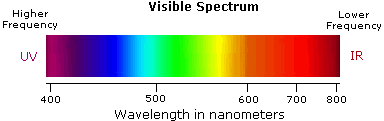 Visible Spectrum
Higher
Frequency
Lower
Frequency
UV
IR
400 500 600 700 800
Wavelength in nanometers